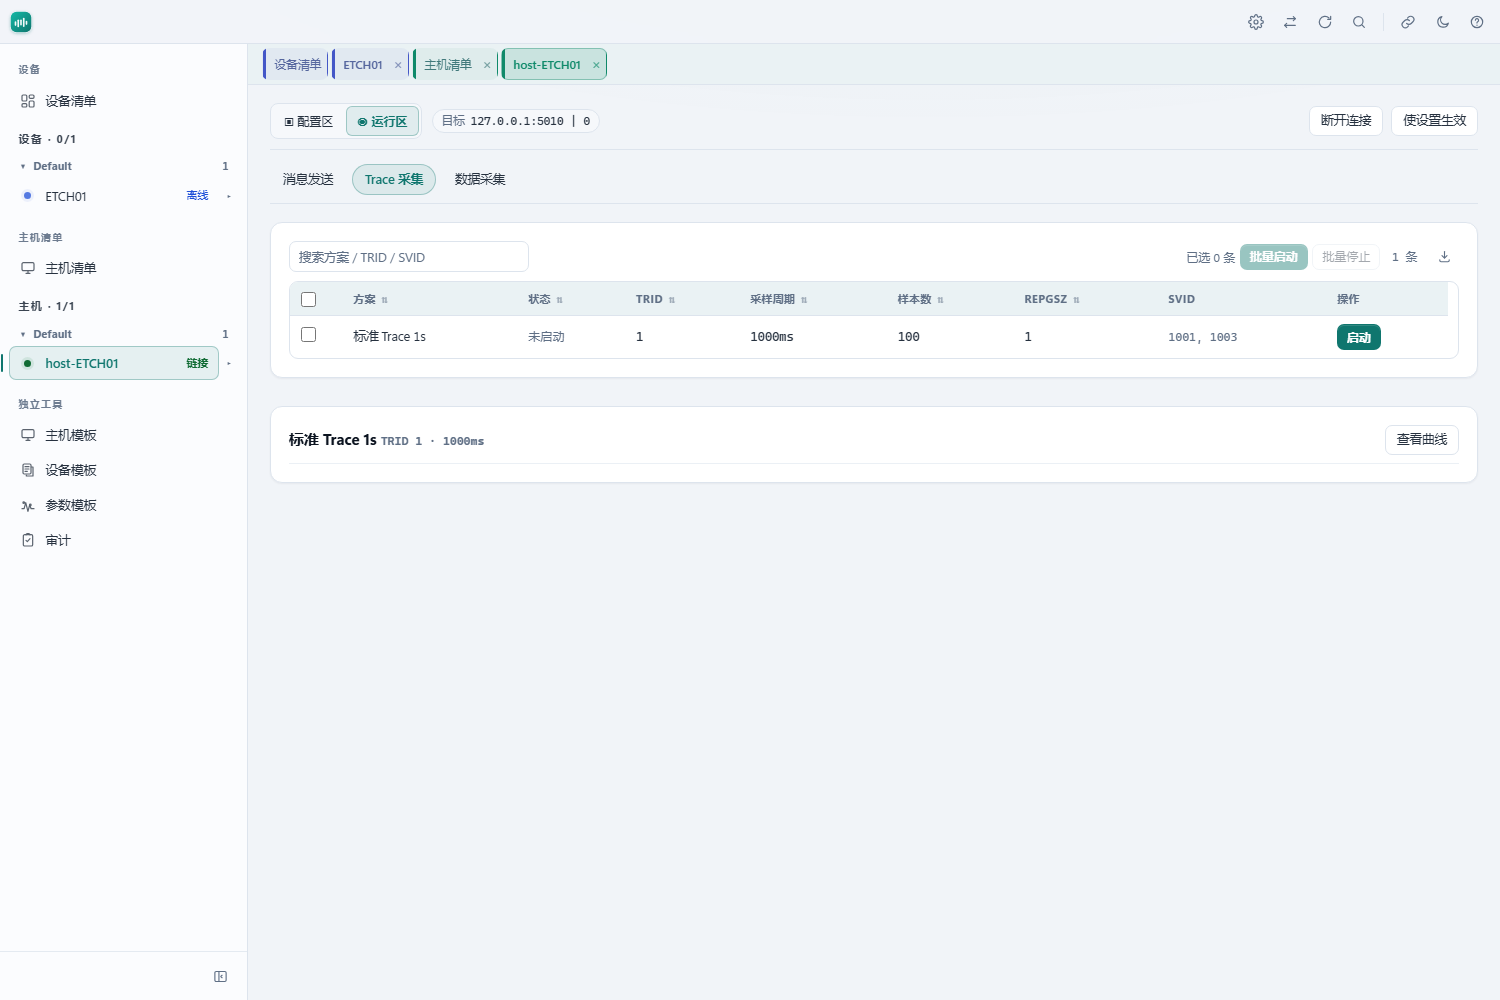 设备
设备清单
设备 · 0/1
Default 1
ETCH01 离线
主机清单
主机清单
主机 · 1/1
Default 1
host-ETCH01 链接
独立工具
主机模板
设备模板
参数模板
审计
设备清单 ETCH01 × 主机清单 × host-ETCH01 ×
配置区 运行区 目标 127.0.0.1:5010 | 0 断开连接 使设置生效
消息发送 Trace 采集 数据采集
搜索方案 / TRID / SVID 已选 0 条 批量启动 批量停止 1 条
方案 状态 TRID 采样周期 样本数 REPGSZ SVID 操作
标准 Trace 1s 未启动 1 1000ms 100 1 1001, 1003 启动
标准 Trace 1s TRID 1 · 1000ms 查看曲线